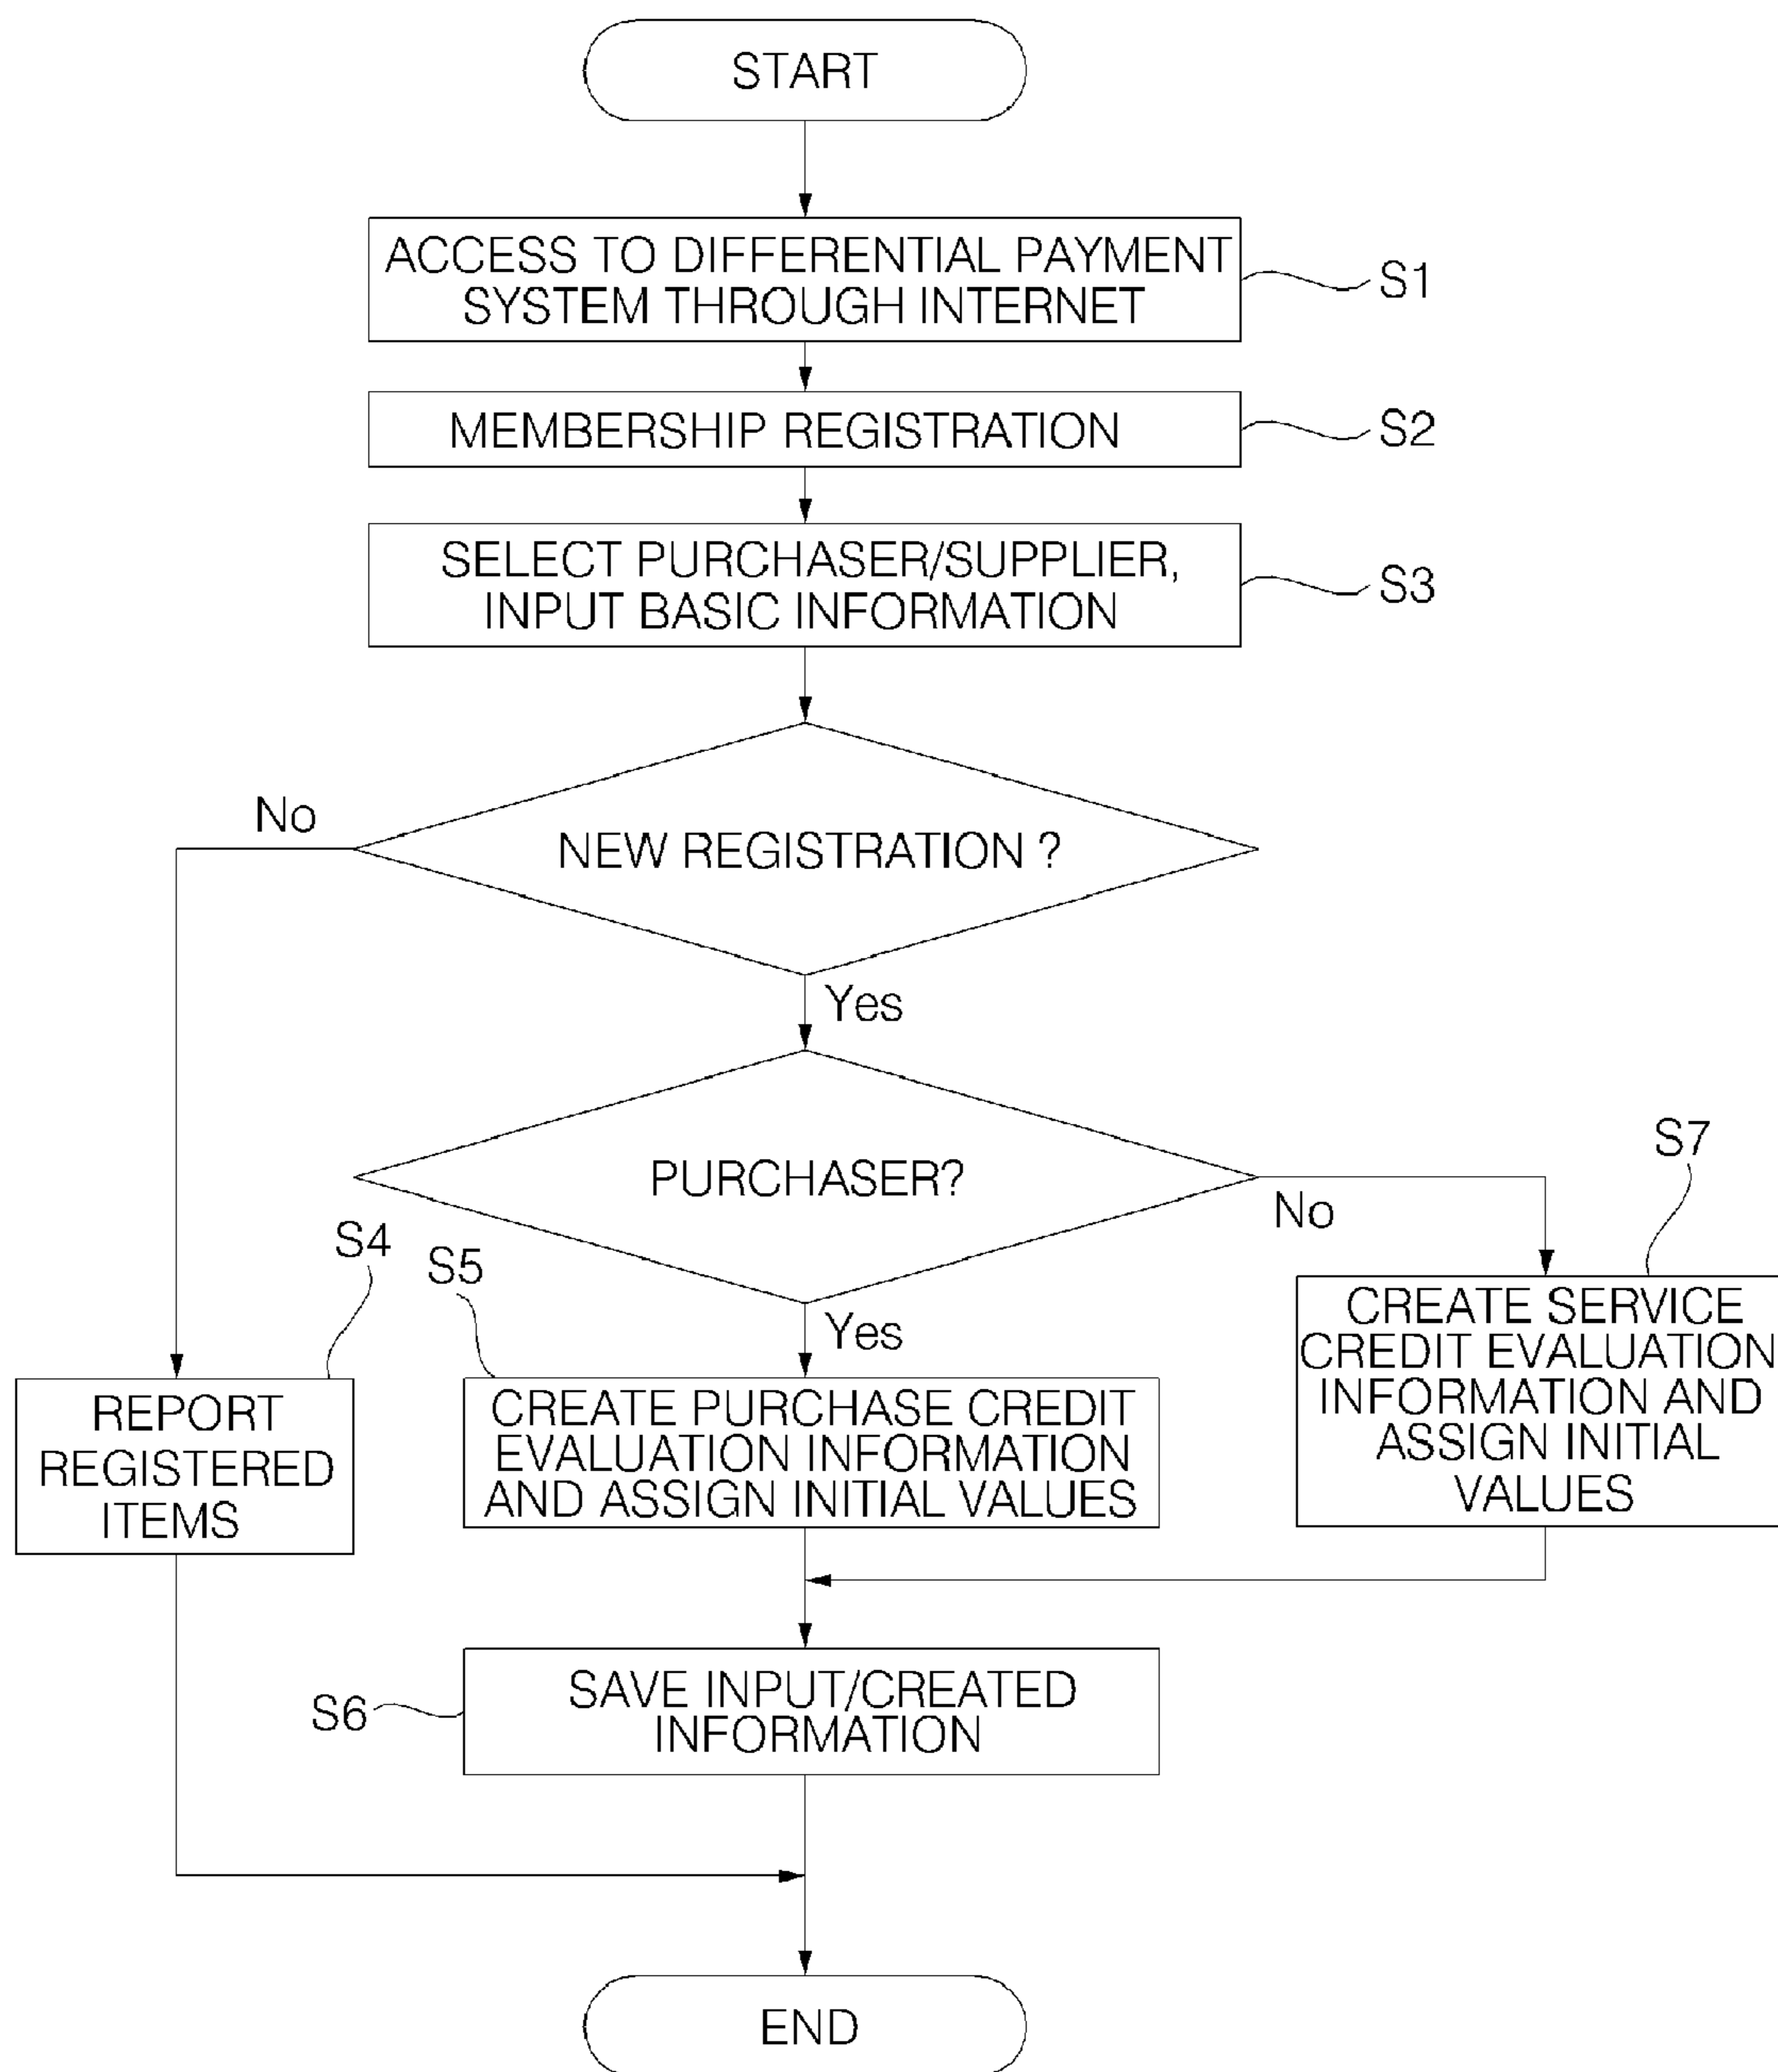 START
ACCESS TO DIFFERENTIAL PAYMENT
SYSTEM THROUGH INTERNET
S1
MEMBERSHIP REGISTRATION
S2
SELECT PURCHASER/SUPPLIER,
INPUT BASIC INFORMATION
S3
No
NEW REGISTRATION ?
Yes
PURCHASER?
No
S7
S4
S5
Yes
CREATE SERVICE
CREDIT EVALUATION
INFORMATION AND
ASSIGN INITIAL
VALUES
REPORT
REGISTERED
ITEMS
CREATE PURCHASE CREDIT
EVALUATION INFORMATION
AND ASSIGN INITIAL VALUES
S6
SAVE INPUT/CREATED
INFORMATION
END